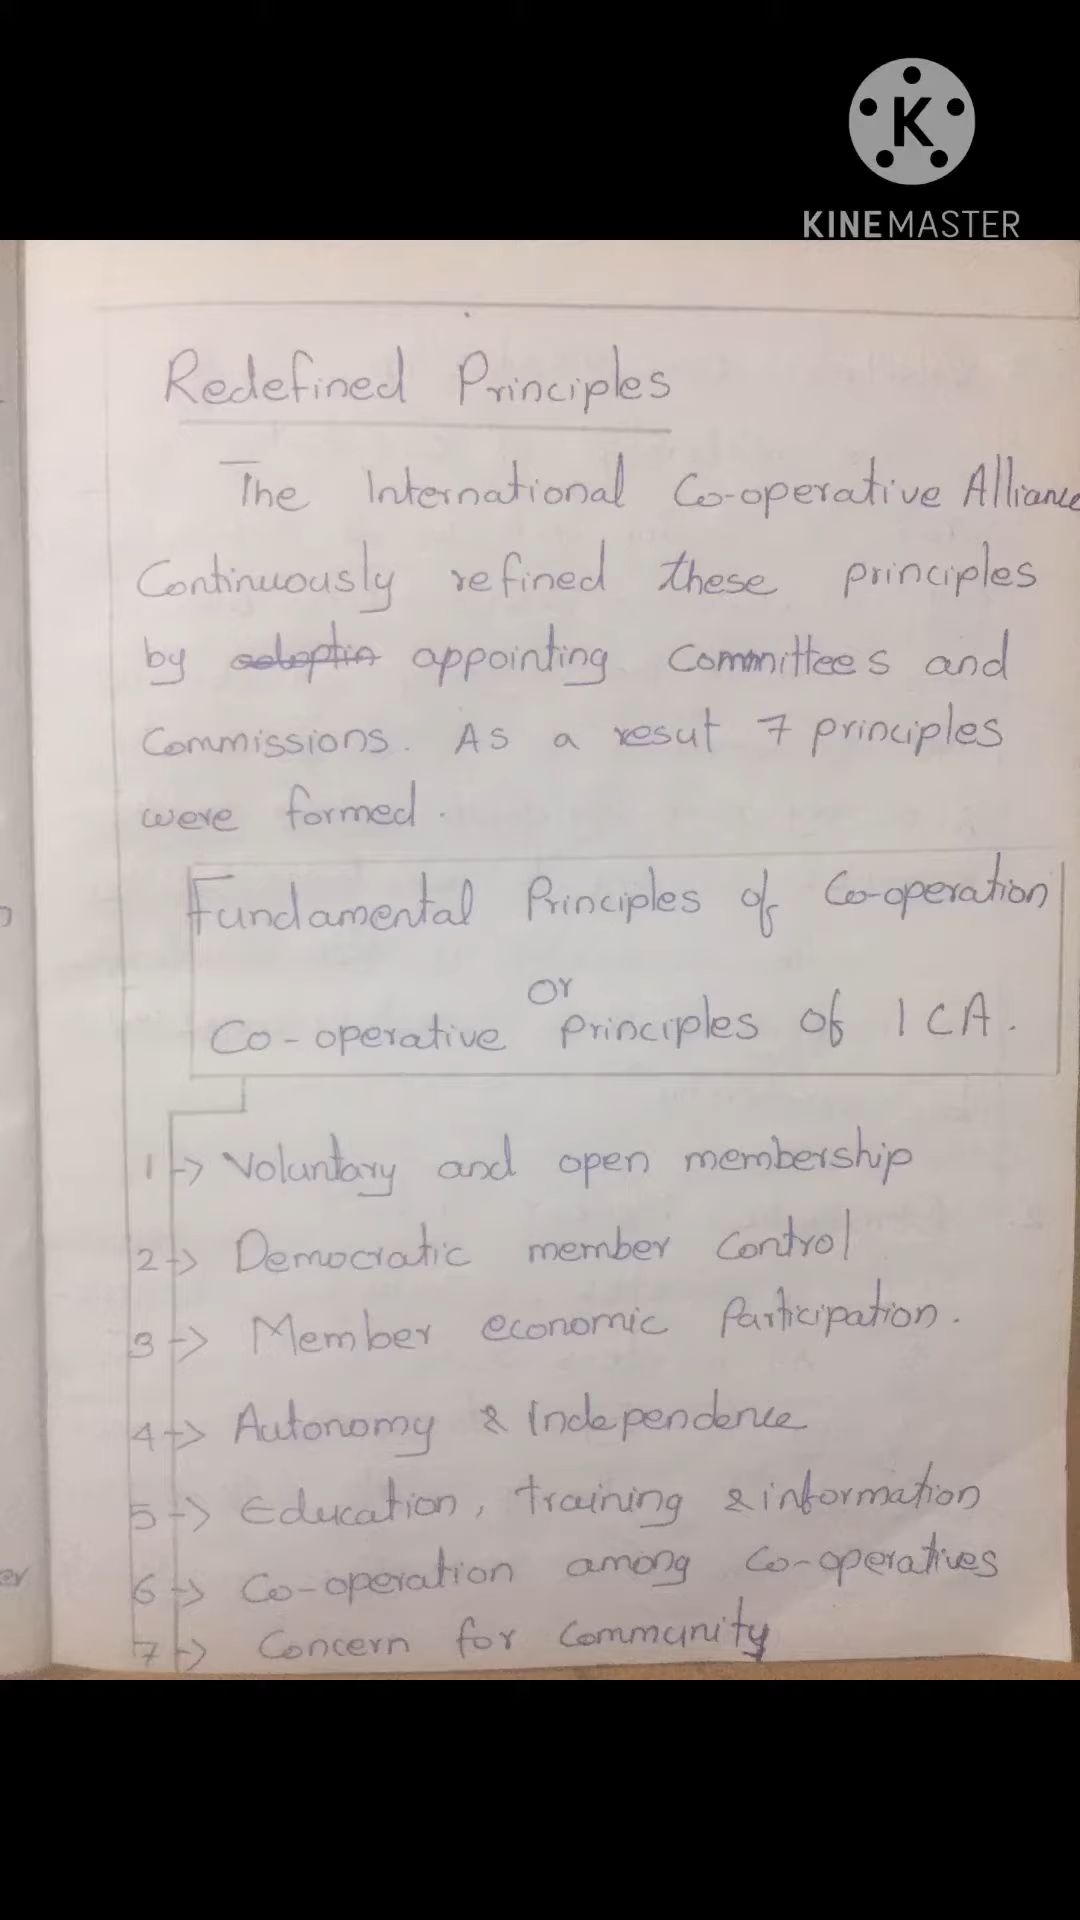 K
KINEMASTER
Redefined Principles
The International Co-operative Alliance
Continuously refined these principles
by adoptin appointing Committees and
Commissions. As a resut 7 principles
were formed.
Fundamental Principles of Co-operation
or
Co-operative Principles of ICA.
1 → Voluntary and open membership
2 → Democratic member Control
3 → Member economic Participation.
4 → Autonomy & Independence
5 → Education, training & information
6 → Co-operation among Co-operatives
7 → Concern for Community